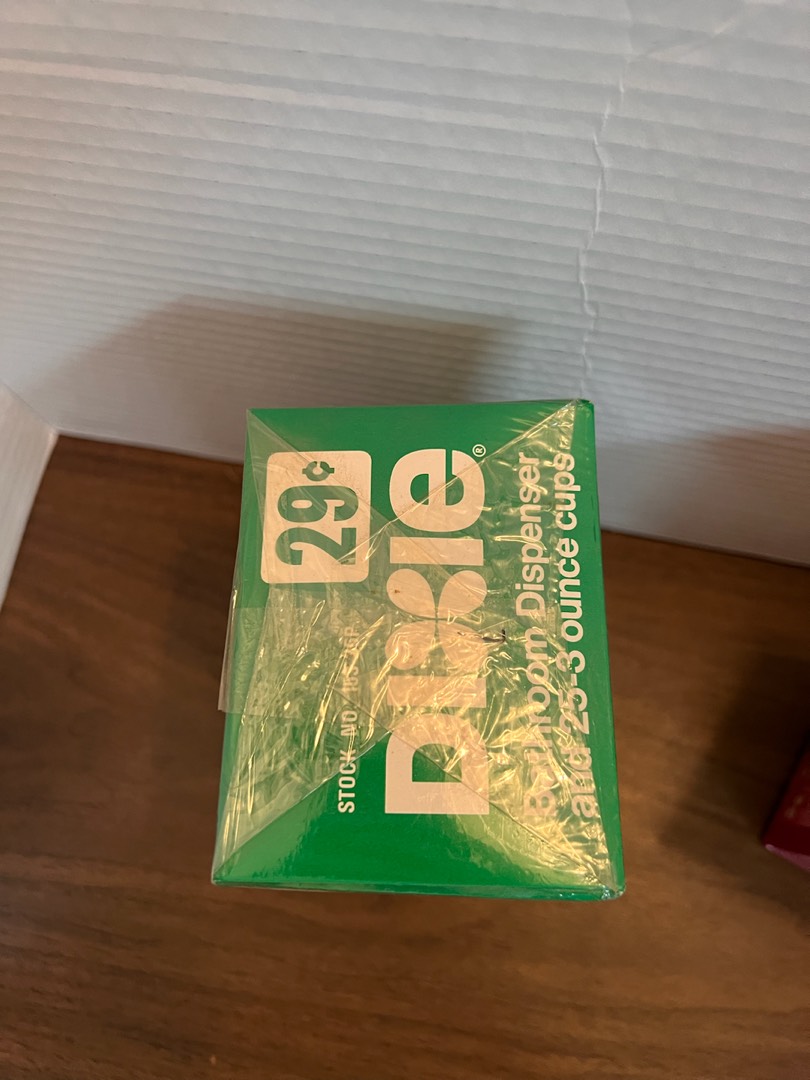 29¢
STOCK NO.
Dixie®
Bathroom Dispenser
and 25-3 ounce cups